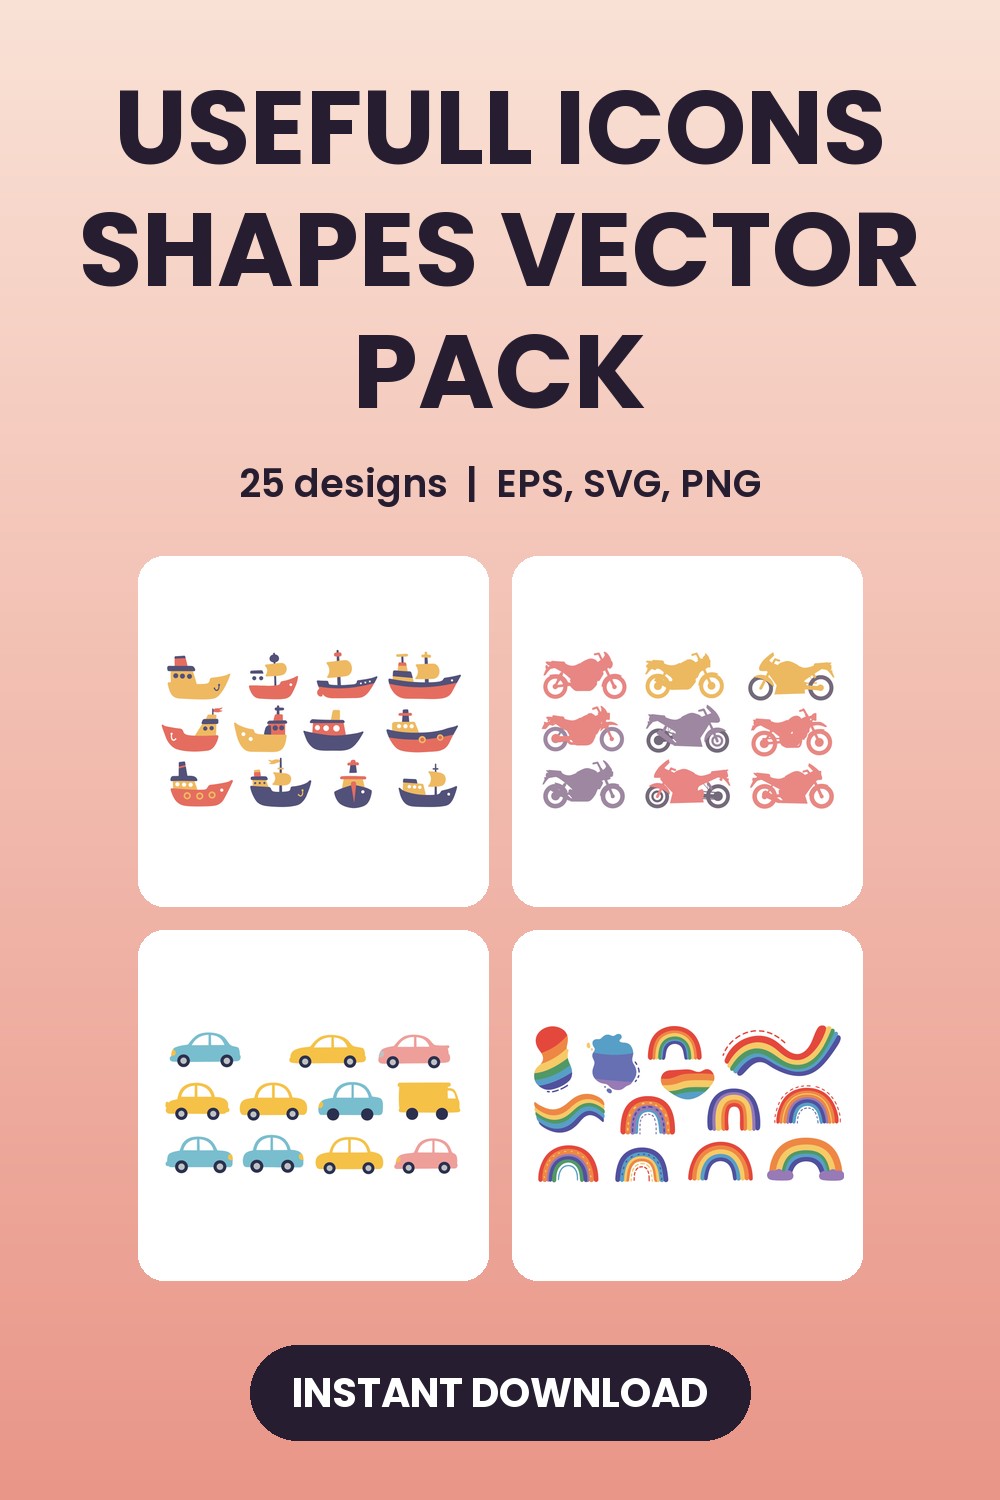 USEFULL ICONS
SHAPES VECTOR
PACK
25 designs | EPS, SVG, PNG
INSTANT DOWNLOAD